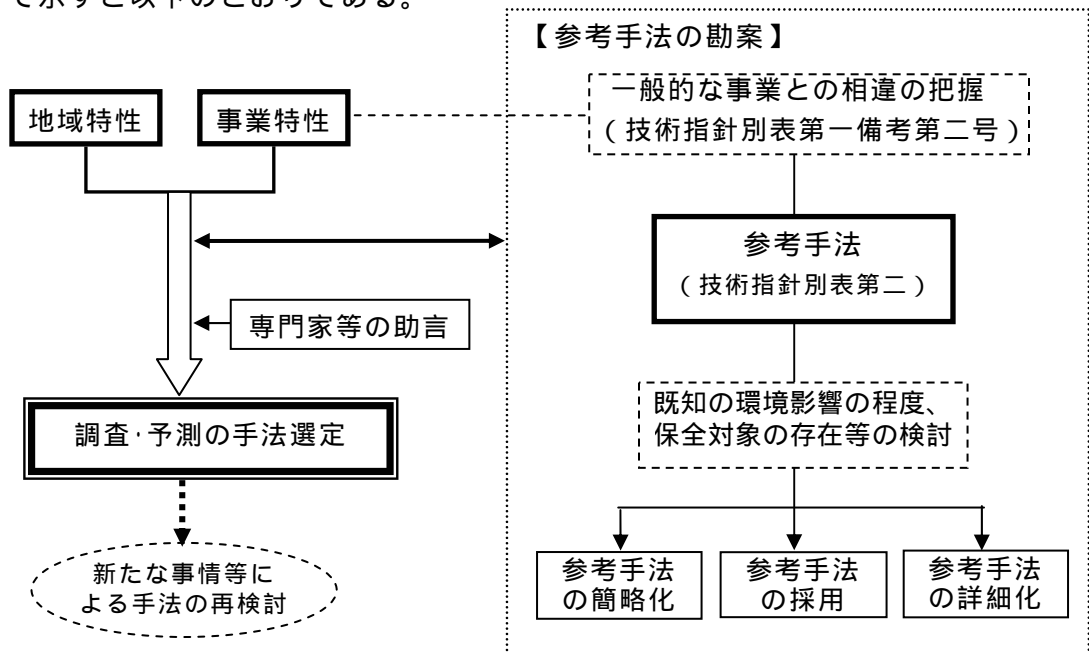 で示すと以下のとおりである。
【参考手法の勘案】
一般的な事業との相違の把握
(技術指針別表第一備考第二号)
地域特性
事業特性
参考手法
(技術指針別表第二)
専門家等の助言
既知の環境影響の程度、
保全対象の存在等の検討
調査・予測の手法選定
新たな事情等に
よる手法の再検討
参考手法
の簡略化
参考手法
の採用
参考手法
の詳細化